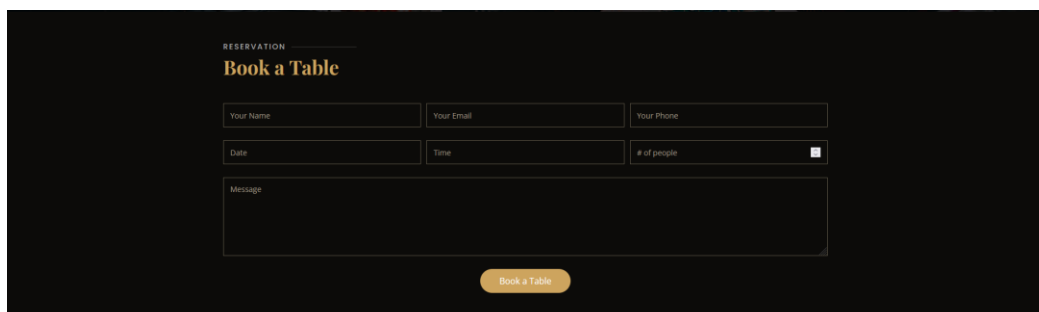 RESERVATION
Book a Table
Your Name Your Email Your Phone
Date Time # of people
Message
Book a Table